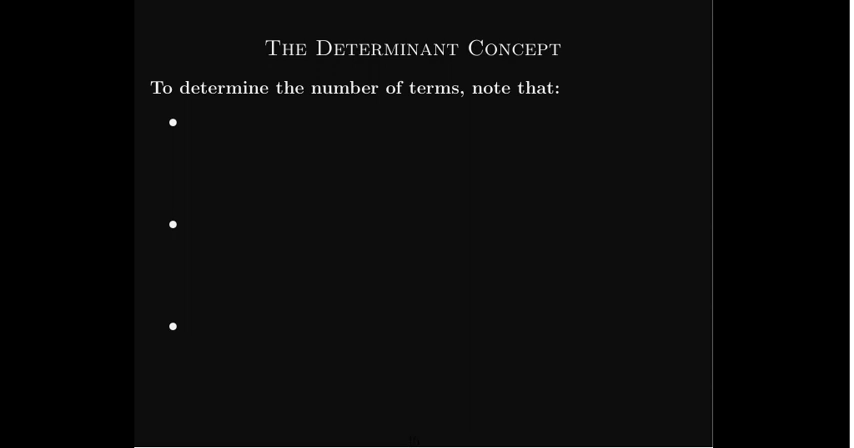 The Determinant Concept
To determine the number of terms, note that:
•
•
•